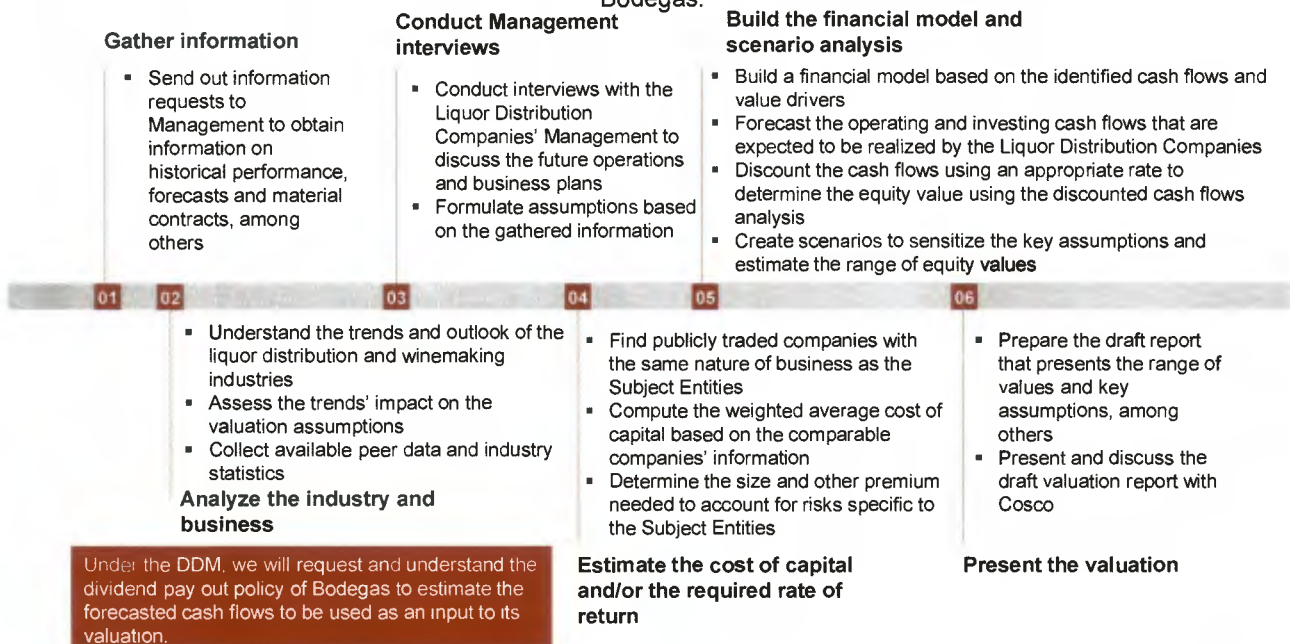 Bodegas.
Gather information
▪ Send out information
requests to
Management to obtain
information on
historical performance,
forecasts and material
contracts, among
others
Conduct Management
interviews
▪ Conduct interviews with the
Liquor Distribution
Companies' Management to
discuss the future operations
and business plans
▪ Formulate assumptions based
on the gathered information
Build the financial model and
scenario analysis
▪ Build a financial model based on the identified cash flows and
value drivers
▪ Forecast the operating and investing cash flows that are
expected to be realized by the Liquor Distribution Companies
▪ Discount the cash flows using an appropriate rate to
determine the equity value using the discounted cash flows
analysis
▪ Create scenarios to sensitize the key assumptions and
estimate the range of equity values
01 02 03 04 05 06
▪ Understand the trends and outlook of the
liquor distribution and winemaking
industries
▪ Assess the trends' impact on the
valuation assumptions
▪ Collect available peer data and industry
statistics
Analyze the industry and
business
Under the DDM, we will request and understand the
dividend pay out policy of Bodegas to estimate the
forecasted cash flows to be used as an input to its
valuation.
▪ Find publicly traded companies with
the same nature of business as the
Subject Entities
▪ Compute the weighted average cost of
capital based on the comparable
companies' information
▪ Determine the size and other premium
needed to account for risks specific to
the Subject Entities
Estimate the cost of capital
and/or the required rate of
return
▪ Prepare the draft report
that presents the range of
values and key
assumptions, among
others
▪ Present and discuss the
draft valuation report with
Cosco
Present the valuation